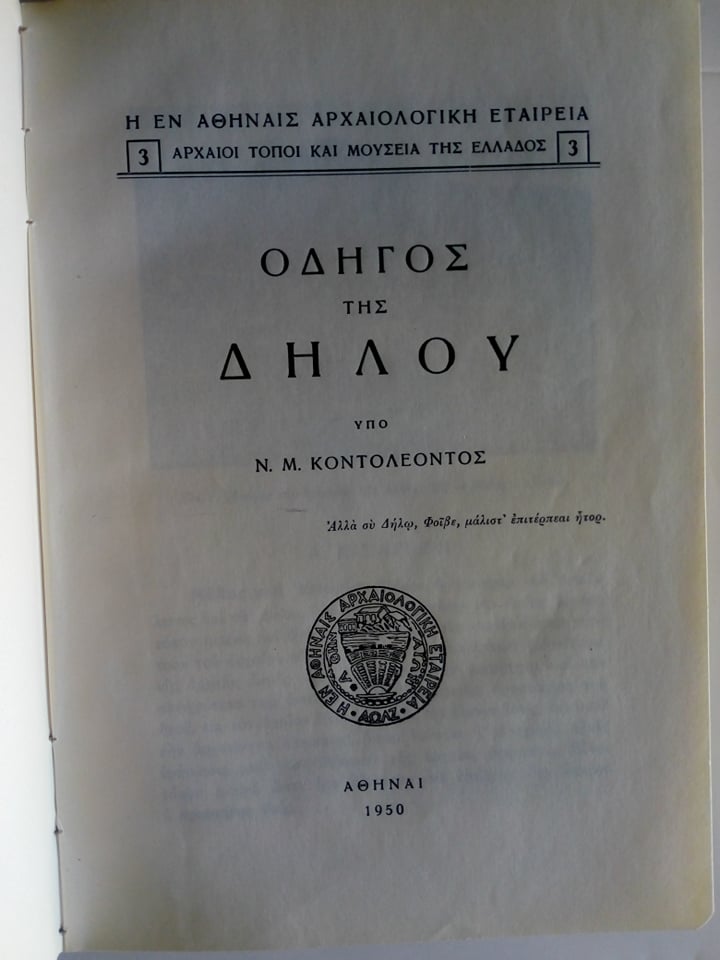 Η ΕΝ ΑΘΗΝΑΙΣ ΑΡΧΑΙΟΛΟΓΙΚΗ ΕΤΑΙΡΕΙΑ
3 ΑΡΧΑΙΟΙ ΤΟΠΟΙ ΚΑΙ ΜΟΥΣΕΙΑ ΤΗΣ ΕΛΛΑΔΟΣ 3
ΟΔΗΓΟΣ
ΤΗΣ
ΔΗΛΟΥ
ΥΠΟ
Ν. Μ. ΚΟΝΤΟΛΕΟΝΤΟΣ
Ἀλλὰ σὺ Δήλῳ, Φοῖβε, μάλιστ' ἐπιτέρπεαι ἦτορ.
Η ΕΝ ΑΘΗΝΑΙΣ ΑΡΧΑΙΟΛΟΓΙΚΗ ΕΤΑΙΡΕΙΑ
ΑΩΛΖ
ΑΘΗΝΑΙ
1950